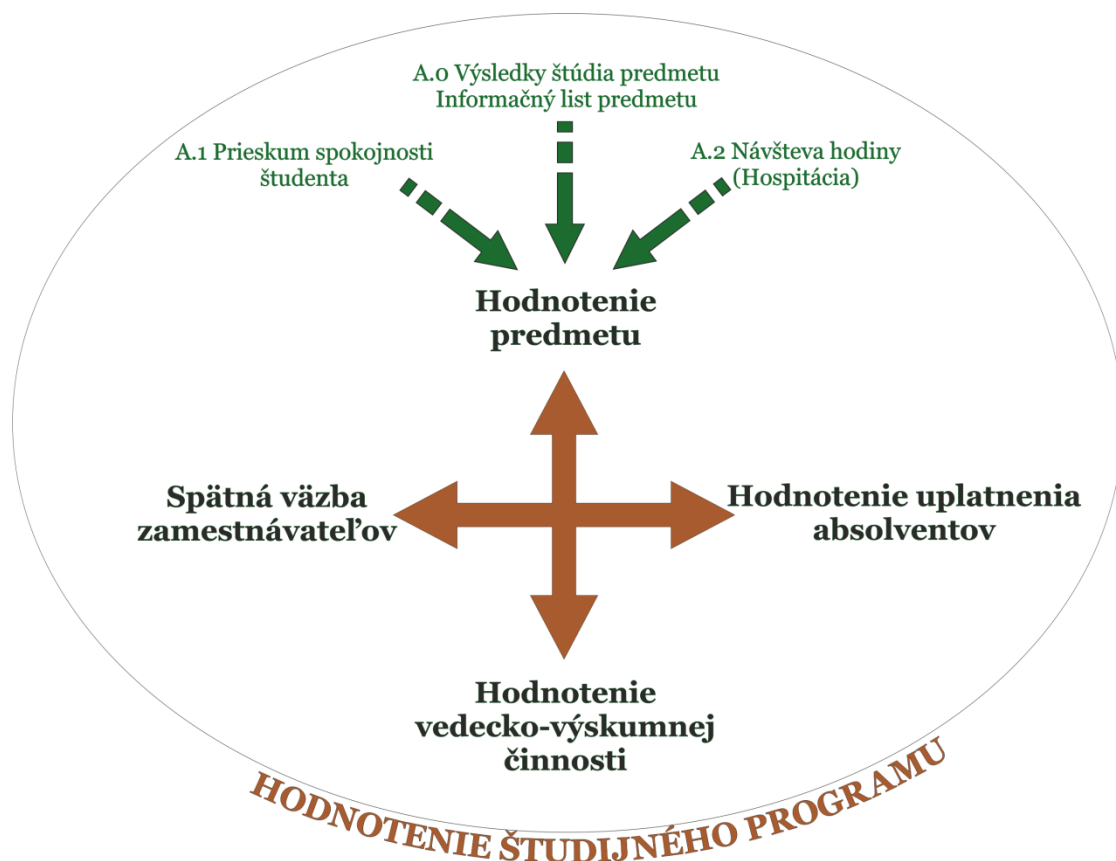 A.0 Výsledky štúdia predmetu
Informačný list predmetu
A.1 Prieskum spokojnosti
študenta
A.2 Návšteva hodiny
(Hospitácia)
Hodnotenie
predmetu
Spätná väzba
zamestnávateľov
Hodnotenie uplatnenia
absolventov
Hodnotenie
vedecko-výskumnej
činnosti
HODNOTENIE ŠTUDIJNÉHO PROGRAMU